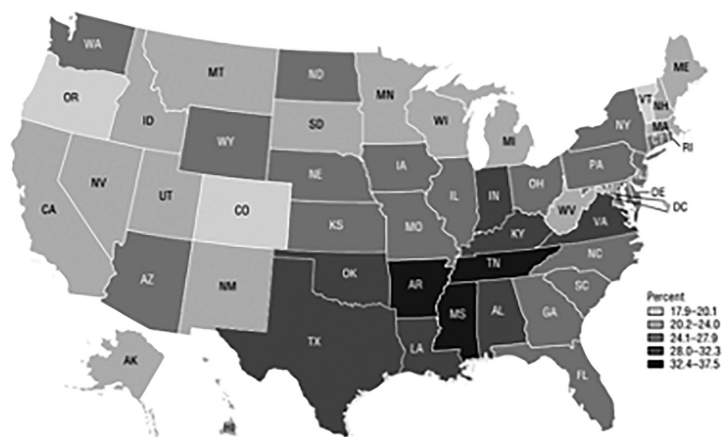 WA
MT
ND
MN
ME
OR
ID
WY
SD
WI
MI
VT
NH
NY
MA
RI
NV
UT
CO
NE
IA
IL
IN
OH
PA
DE
DC
CA
KS
MO
KY
WV
VA
AZ
NM
OK
AR
TN
NC
SC
TX
LA
MS
AL
GA
FL
AK
Percent
17.9–20.1
20.2–24.0
24.1–27.9
28.0–32.3
32.4–37.5